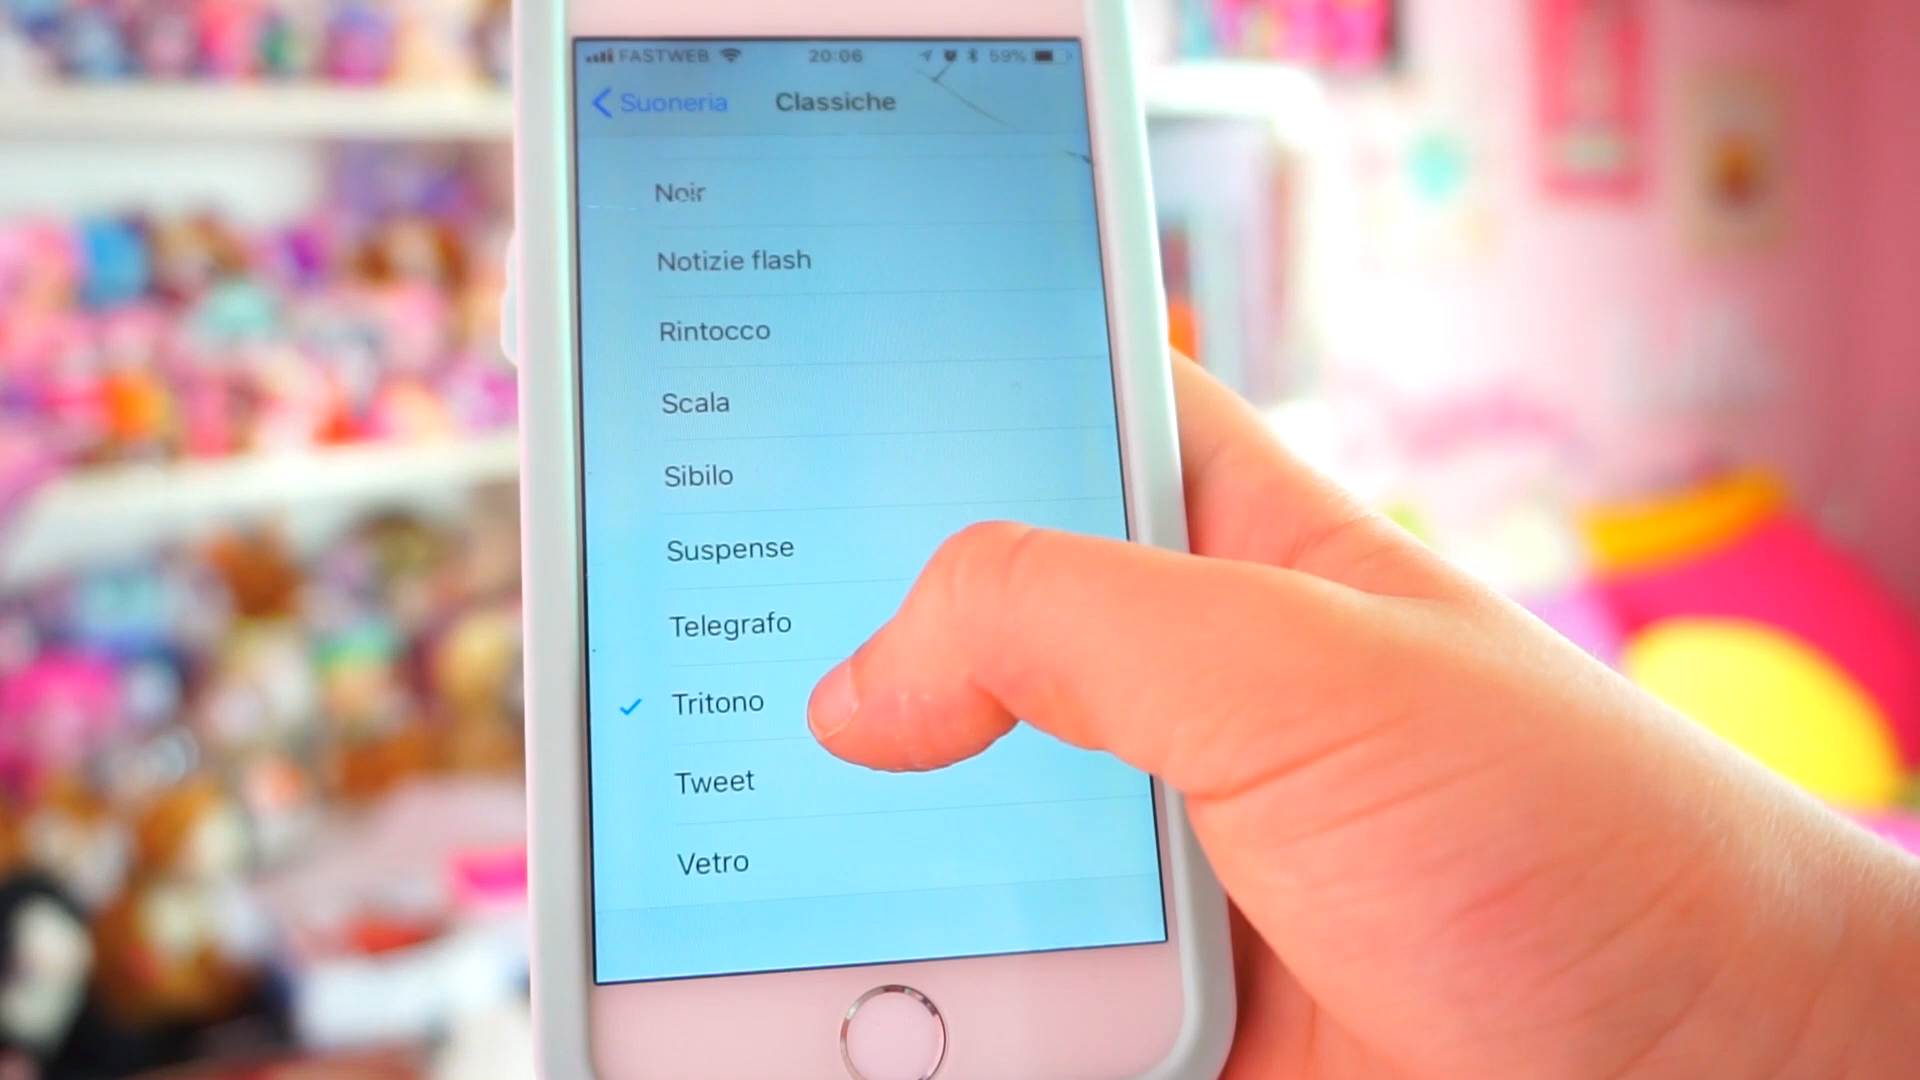 FASTWEB 20:06 59%
Suoneria Classiche
Noir
Notizie flash
Rintocco
Scala
Sibilo
Suspense
Telegrafo
Tritono
Tweet
Vetro